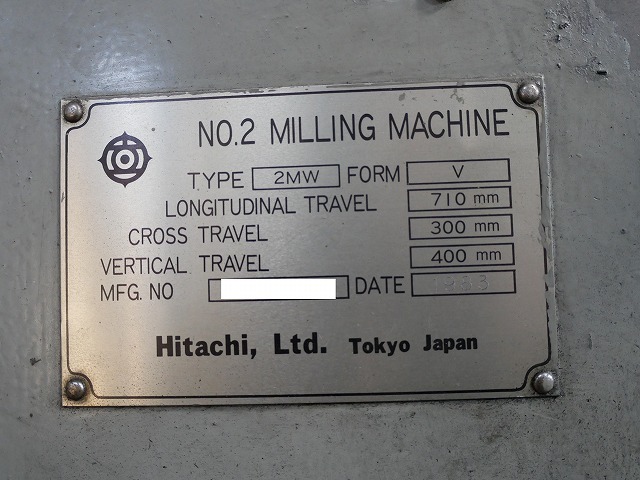 NO.2 MILLING MACHINE
TYPE 2MW FORM V
LONGITUDINAL TRAVEL 710 mm
CROSS TRAVEL 300 mm
VERTICAL TRAVEL 400 mm
MFG. NO DATE
Hitachi, Ltd. Tokyo Japan